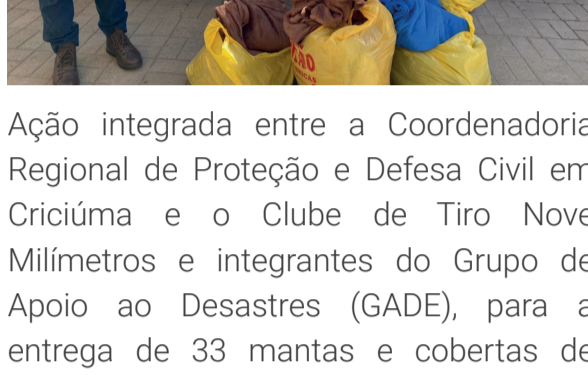 Ação integrada entre a Coordenadoria
Regional de Proteção e Defesa Civil em
Criciúma e o Clube de Tiro Nove
Milímetros e integrantes do Grupo de
Apoio ao Desastres (GADE), para a
entrega de 33 mantas e cobertas de